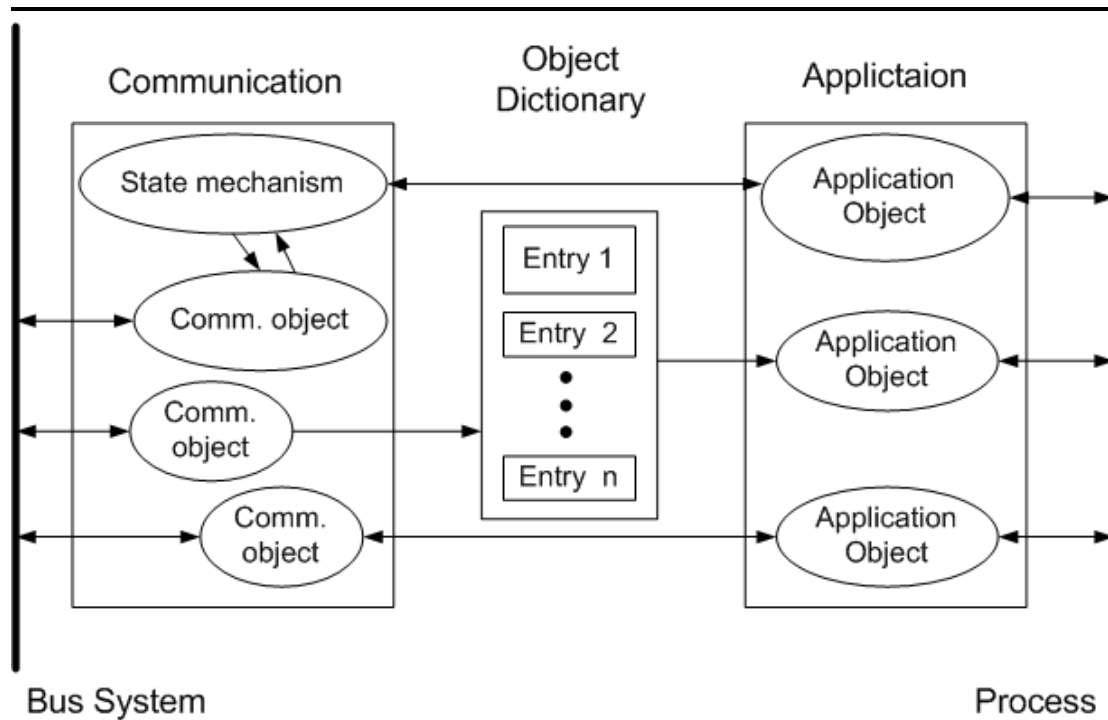 Communication
Object
Dictionary
Applictaion
State mechanism
Comm. object
Comm.
object
Comm.
object
Entry 1
Entry 2
Entry n
Application
Object
Application
Object
Application
Object
Bus System
Process